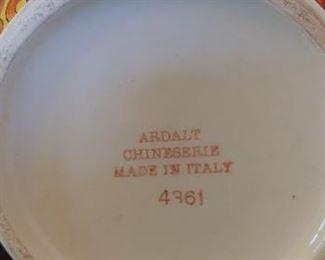 ARDALT
CHINESERIE
MADE IN ITALY
4361